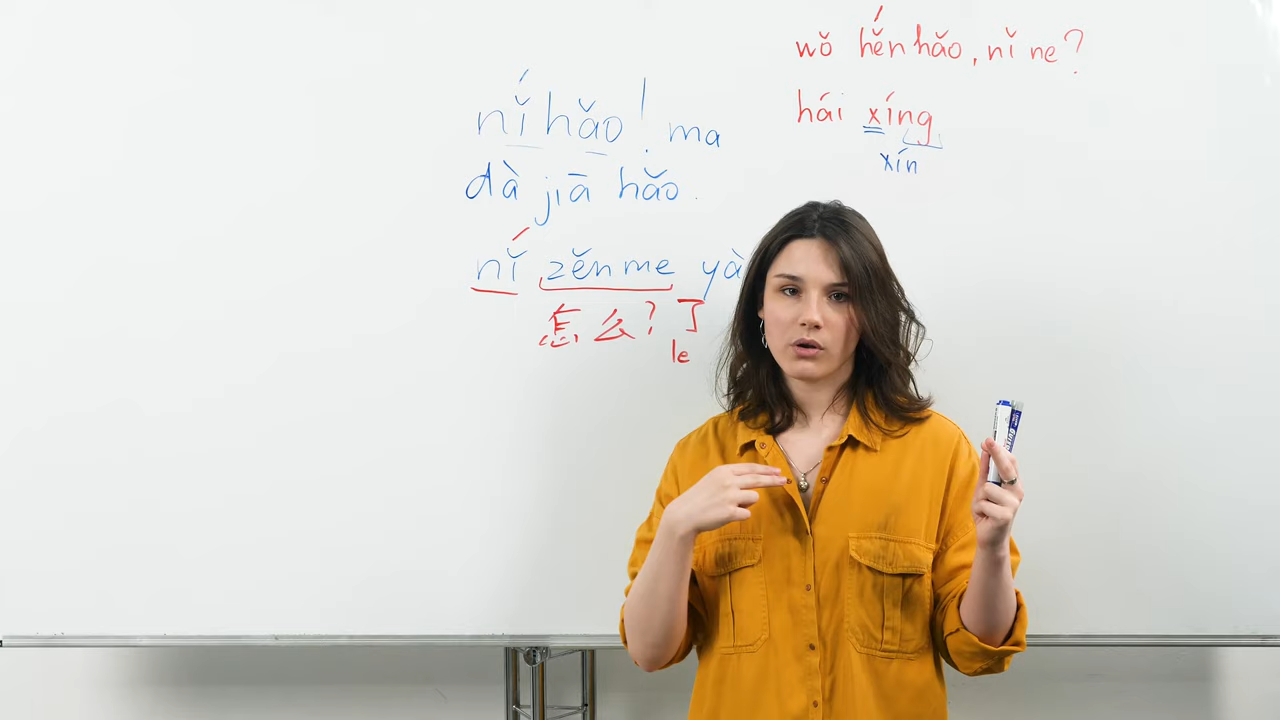 nǐ hǎo! ma
dà jiā hǎo.
nǐ zěnme yà
怎么? 了
le
wǒ hěn hǎo, nǐ ne?
hái xíng
xín